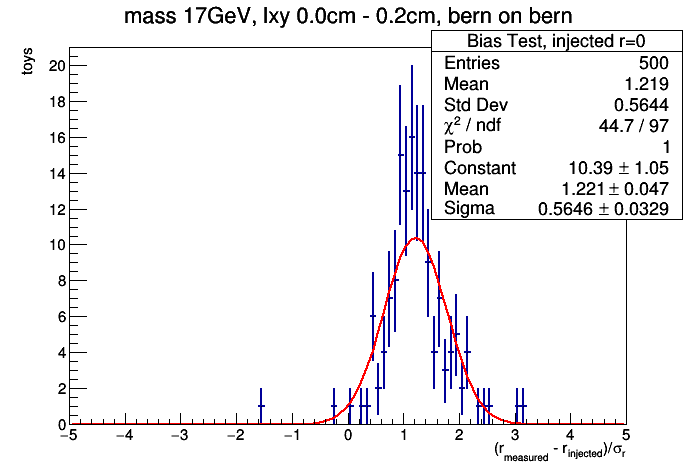 mass 17GeV, lxy 0.0cm - 0.2cm, bern on bern
toys
Bias Test, injected r=0
Entries 500
Mean 1.219
Std Dev 0.5644
χ² / ndf 44.7 / 97
Prob 1
Constant 10.39 ± 1.05
Mean 1.221 ± 0.047
Sigma 0.5646 ± 0.0329
20
18
16
14
12
10
8
6
4
2
0
−5 −4 −3 −2 −1 0 1 2 3 4 5
(r_measured - r_injected)/σ_r